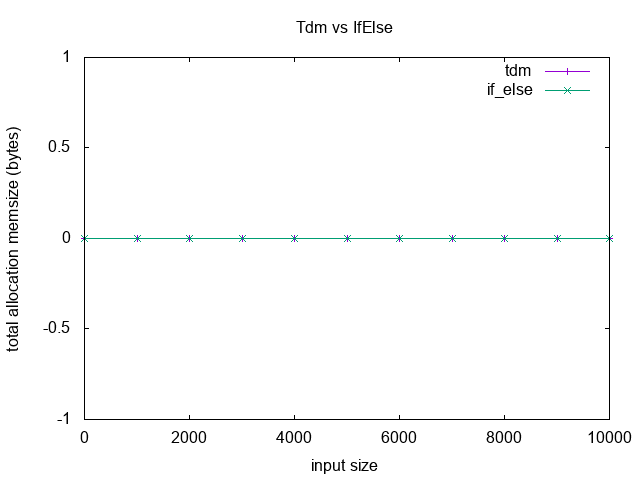 Tdm vs IfElse
1
tdm
if_else
0.5
0
-0.5
-1
total allocation memsize (bytes)
0 2000 4000 6000 8000 10000
input size